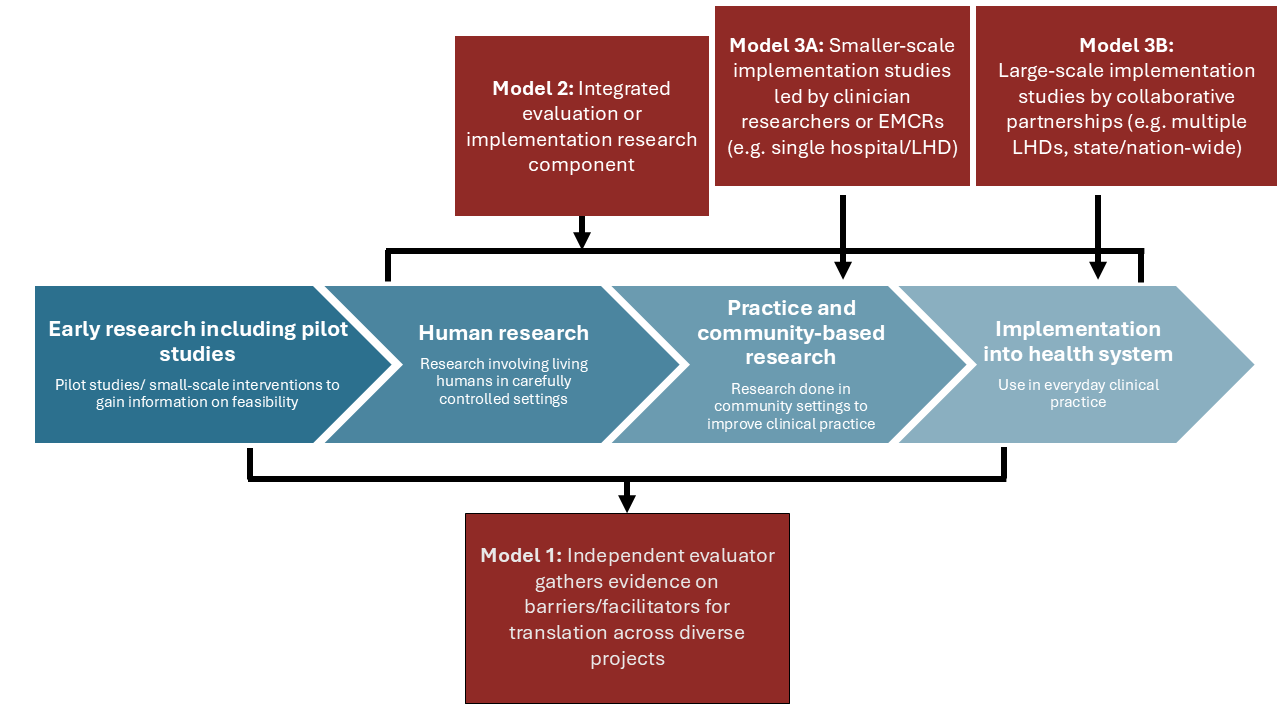 Model 2: Integrated
evaluation or
implementation research
component
Model 3A: Smaller-scale
implementation studies
led by clinician
researchers or EMCRs
(e.g. single hospital/LHD)
Model 3B:
Large-scale implementation
studies by collaborative
partnerships (e.g. multiple
LHDs, state/nation-wide)
Early research including pilot
studies
Pilot studies/ small-scale interventions to
gain information on feasibility
Human research
Research involving living
humans in carefully
controlled settings
Practice and
community-based
research
Research done in
community settings to
improve clinical practice
Implementation
into health system
Use in everyday clinical
practice
Model 1: Independent evaluator
gathers evidence on
barriers/facilitators for
translation across diverse
projects